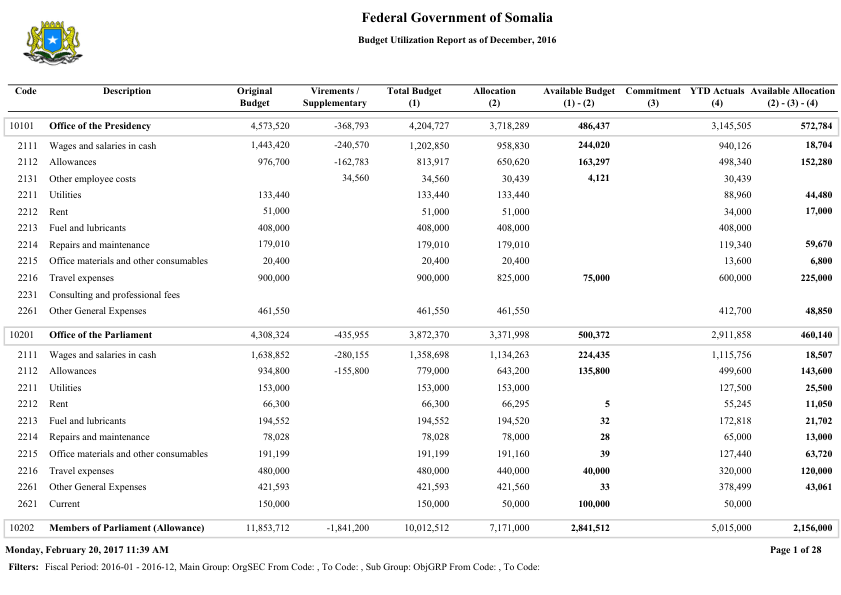 Federal Government of Somalia
Budget Utilization Report as of December, 2016
Code Description Original Budget Virements / Supplementary Total Budget (1) Allocation (2) Available Budget (1) - (2) Commitment (3) YTD Actuals (4) Available Allocation (2) - (3) - (4)
10101 Office of the Presidency 4,573,520 -368,793 4,204,727 3,718,289 486,437 3,145,505 572,784
2111 Wages and salaries in cash 1,443,420 -240,570 1,202,850 958,830 244,020 940,126 18,704
2112 Allowances 976,700 -162,783 813,917 650,620 163,297 498,340 152,280
2131 Other employee costs 34,560 34,560 30,439 4,121 30,439
2211 Utilities 133,440 133,440 133,440 88,960 44,480
2212 Rent 51,000 51,000 51,000 34,000 17,000
2213 Fuel and lubricants 408,000 408,000 408,000 408,000
2214 Repairs and maintenance 179,010 179,010 179,010 119,340 59,670
2215 Office materials and other consumables 20,400 20,400 20,400 13,600 6,800
2216 Travel expenses 900,000 900,000 825,000 75,000 600,000 225,000
2231 Consulting and professional fees
2261 Other General Expenses 461,550 461,550 461,550 412,700 48,850
10201 Office of the Parliament 4,308,324 -435,955 3,872,370 3,371,998 500,372 2,911,858 460,140
2111 Wages and salaries in cash 1,638,852 -280,155 1,358,698 1,134,263 224,435 1,115,756 18,507
2112 Allowances 934,800 -155,800 779,000 643,200 135,800 499,600 143,600
2211 Utilities 153,000 153,000 153,000 127,500 25,500
2212 Rent 66,300 66,300 66,295 5 55,245 11,050
2213 Fuel and lubricants 194,552 194,552 194,520 32 172,818 21,702
2214 Repairs and maintenance 78,028 78,028 78,000 28 65,000 13,000
2215 Office materials and other consumables 191,199 191,199 191,160 39 127,440 63,720
2216 Travel expenses 480,000 480,000 440,000 40,000 320,000 120,000
2261 Other General Expenses 421,593 421,593 421,560 33 378,499 43,061
2621 Current 150,000 150,000 50,000 100,000 50,000
10202 Members of Parliament (Allowance) 11,853,712 -1,841,200 10,012,512 7,171,000 2,841,512 5,015,000 2,156,000
Monday, February 20, 2017 11:39 AM Page 1 of 28
Filters: Fiscal Period: 2016-01 - 2016-12, Main Group: OrgSEC From Code: , To Code: , Sub Group: ObjGRP From Code: , To Code: